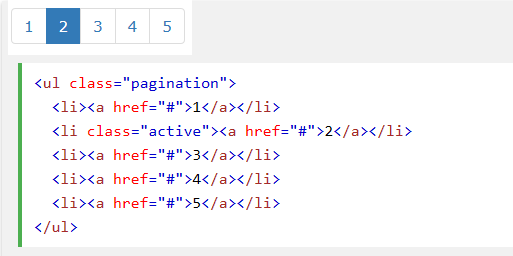 1 2 3 4 5
<ul class="pagination">
  <li><a href="#">1</a></li>
  <li class="active"><a href="#">2</a></li>
  <li><a href="#">3</a></li>
  <li><a href="#">4</a></li>
  <li><a href="#">5</a></li>
</ul>